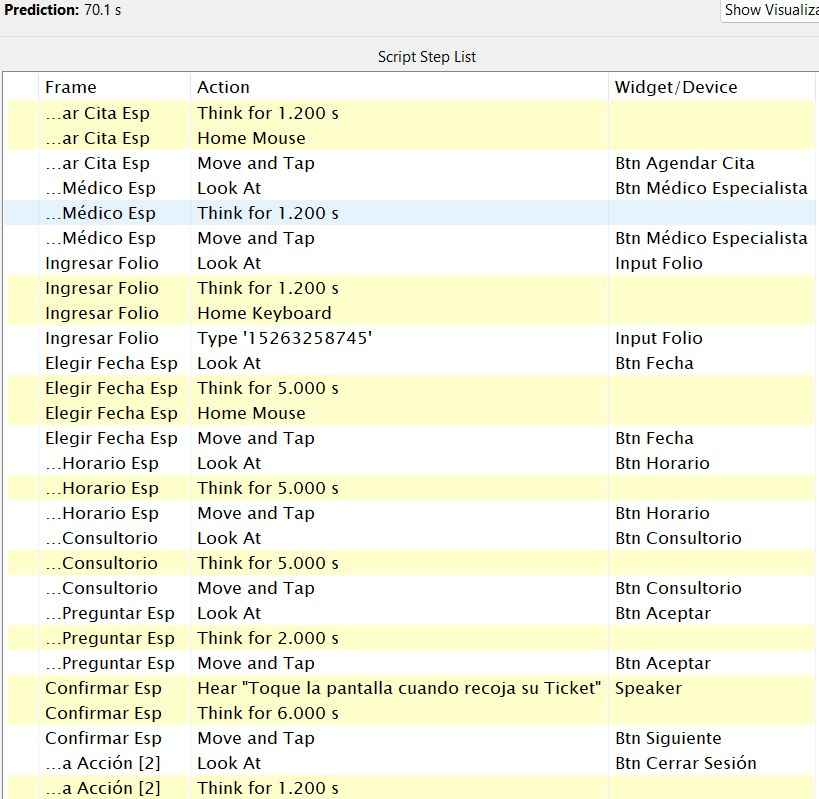 Prediction: 70.1 s
Show Visualiza
Script Step List
Frame Action Widget/Device
...ar Cita Esp Think for 1.200 s
...ar Cita Esp Home Mouse
...ar Cita Esp Move and Tap Btn Agendar Cita
...Médico Esp Look At Btn Médico Especialista
...Médico Esp Think for 1.200 s
...Médico Esp Move and Tap Btn Médico Especialista
Ingresar Folio Look At Input Folio
Ingresar Folio Think for 1.200 s
Ingresar Folio Home Keyboard
Ingresar Folio Type '15263258745' Input Folio
Elegir Fecha Esp Look At Btn Fecha
Elegir Fecha Esp Think for 5.000 s
Elegir Fecha Esp Home Mouse
Elegir Fecha Esp Move and Tap Btn Fecha
...Horario Esp Look At Btn Horario
...Horario Esp Think for 5.000 s
...Horario Esp Move and Tap Btn Horario
...Consultorio Look At Btn Consultorio
...Consultorio Think for 5.000 s
...Consultorio Move and Tap Btn Consultorio
...Preguntar Esp Look At Btn Aceptar
...Preguntar Esp Think for 2.000 s
...Preguntar Esp Move and Tap Btn Aceptar
Confirmar Esp Hear "Toque la pantalla cuando recoja su Ticket" Speaker
Confirmar Esp Think for 6.000 s
Confirmar Esp Move and Tap Btn Siguiente
...a Acción [2] Look At Btn Cerrar Sesión
...a Acción [2] Think for 1.200 s